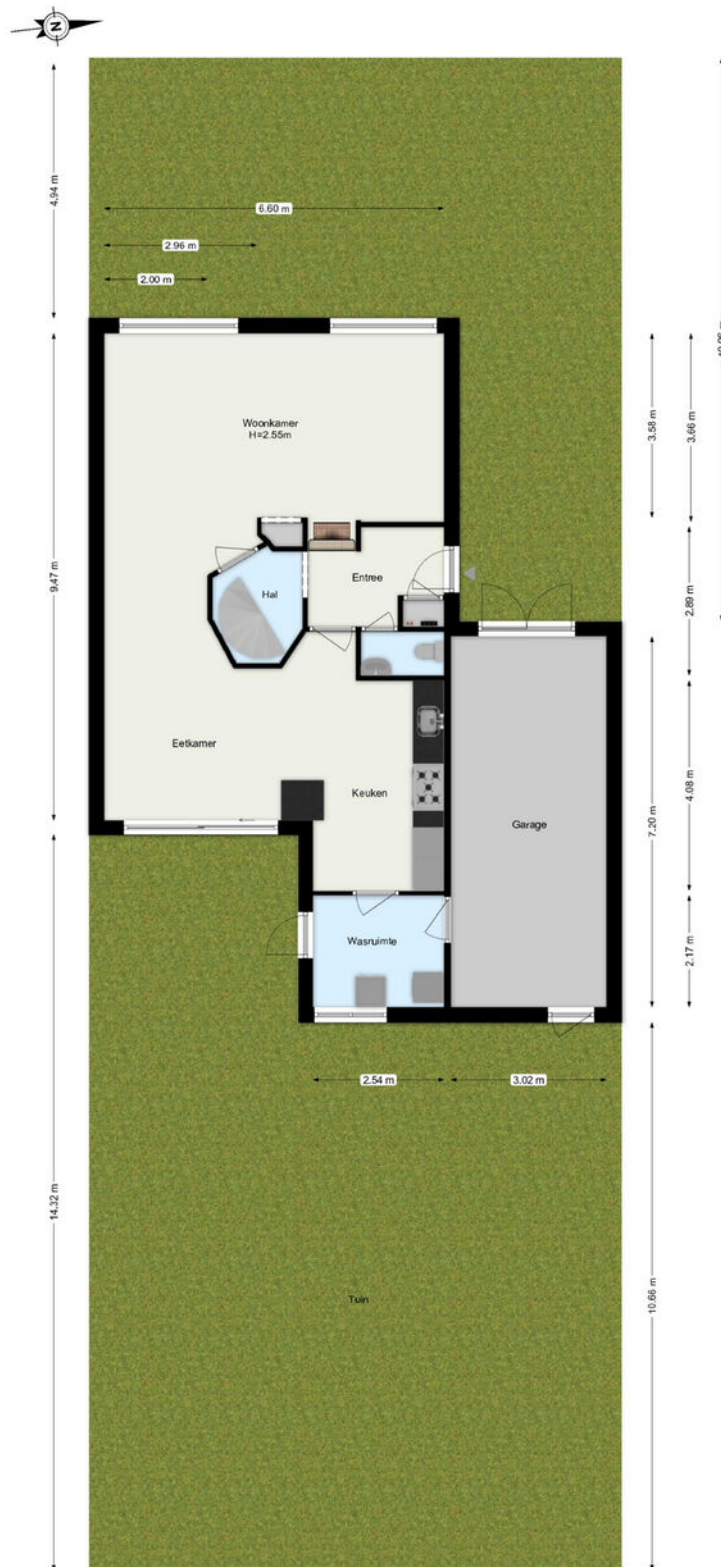 N
4.94 m
6.60 m
2.96 m
2.00 m
Woonkamer
H=2.55m
3.58 m
3.66 m
9.47 m
Hal
Entree
2.89 m
Eetkamer
Keuken
Garage
7.20 m
4.08 m
Wasruimte
2.17 m
2.54 m
3.02 m
14.32 m
10.66 m
Tuin